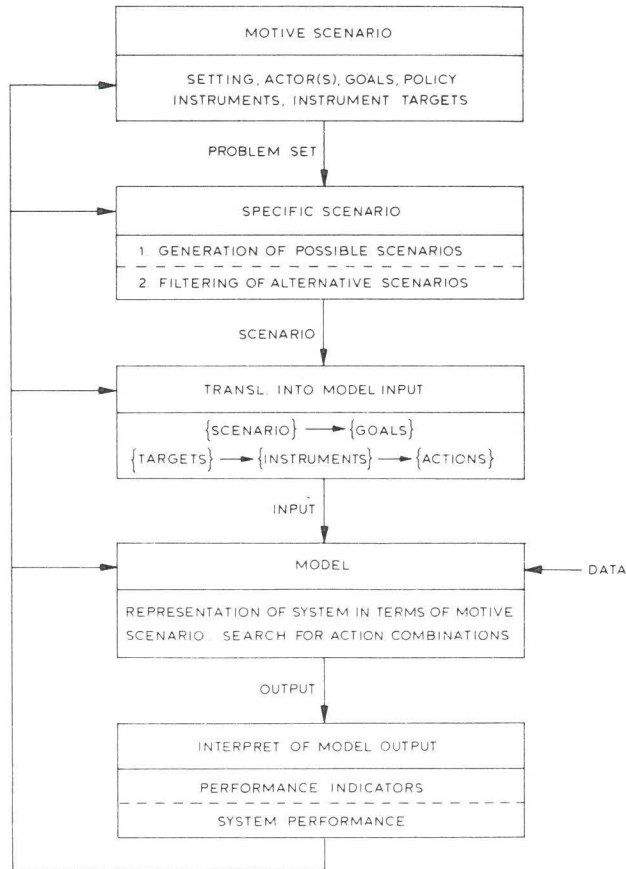 MOTIVE SCENARIO
SETTING, ACTOR(S), GOALS, POLICY
INSTRUMENTS, INSTRUMENT TARGETS
PROBLEM SET
SPECIFIC SCENARIO
1. GENERATION OF POSSIBLE SCENARIOS
2. FILTERING OF ALTERNATIVE SCENARIOS
SCENARIO
TRANSL. INTO MODEL INPUT
{SCENARIO} → {GOALS}
{TARGETS} → {INSTRUMENTS} → {ACTIONS}
INPUT
MODEL
DATA
REPRESENTATION OF SYSTEM IN TERMS OF MOTIVE
SCENARIO.. SEARCH FOR ACTION COMBINATIONS
OUTPUT
INTERPRET OF MODEL OUTPUT
PERFORMANCE INDICATORS
SYSTEM PERFORMANCE